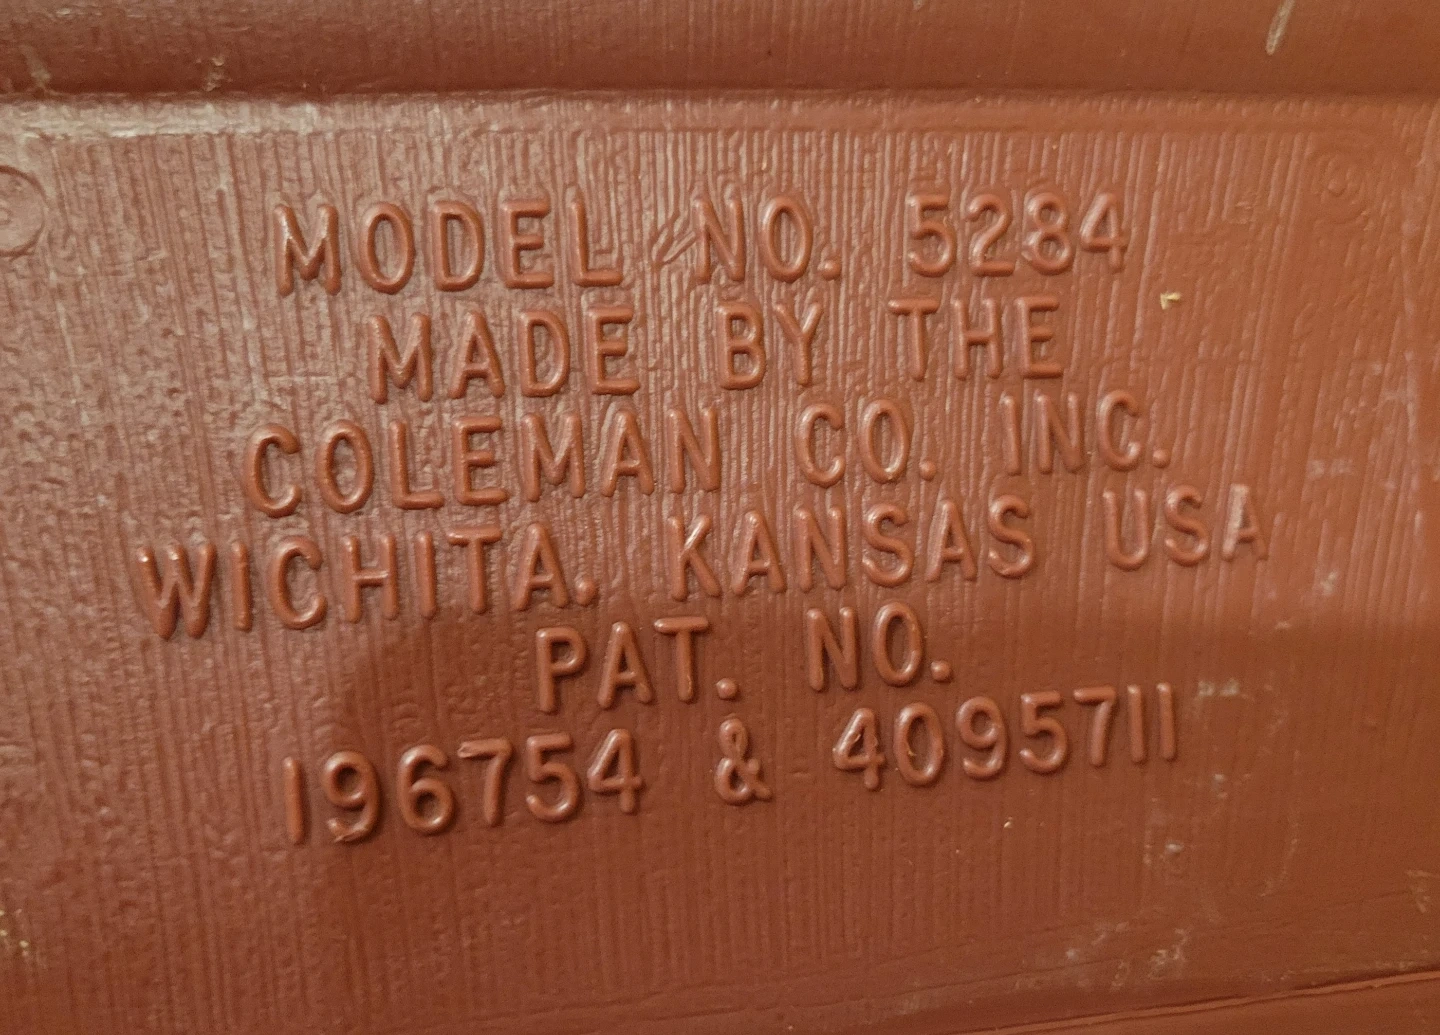 MODEL NO. 5284
MADE BY THE
COLEMAN CO. INC.
WICHITA. KANSAS USA
PAT. NO.
196754 & 4095711